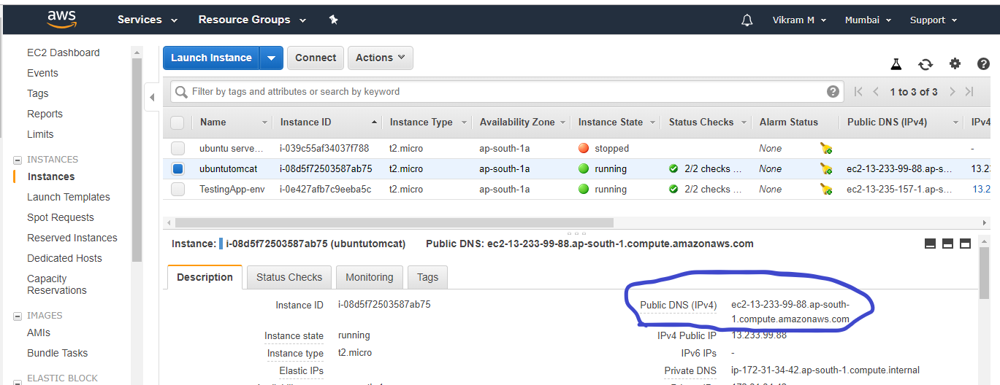 aws Services Resource Groups Vikram M Mumbai Support
EC2 Dashboard
Events
Tags
Reports
Limits
INSTANCES
Instances
Launch Templates
Spot Requests
Reserved Instances
Dedicated Hosts
Capacity
Reservations
IMAGES
AMIs
Bundle Tasks
ELASTIC BLOCK
Launch Instance Connect Actions
Filter by tags and attributes or search by keyword 1 to 3 of 3
Name Instance ID Instance Type Availability Zone Instance State Status Checks Alarm Status Public DNS (IPv4) IPv4
ubuntu serve... i-039c55af34037f788 t2.micro ap-south-1a stopped None -
ubuntutomcat i-08d5f72503587ab75 t2.micro ap-south-1a running 2/2 checks ... None ec2-13-233-99-88.ap-s... 13.23
TestingApp-env i-0e427afb7c9eeba5c t2.micro ap-south-1a running 2/2 checks ... None ec2-13-235-157-1.ap-s... 13.2
Instance: i-08d5f72503587ab75 (ubuntutomcat) Public DNS: ec2-13-233-99-88.ap-south-1.compute.amazonaws.com
Description Status Checks Monitoring Tags
Instance ID i-08d5f72503587ab75 Public DNS (IPv4) ec2-13-233-99-88.ap-south-
1.compute.amazonaws.com
Instance state running IPv4 Public IP 13.233.99.88
Instance type t2.micro IPv6 IPs -
Elastic IPs Private DNS ip-172-31-34-42.ap-south-1.compute.internal